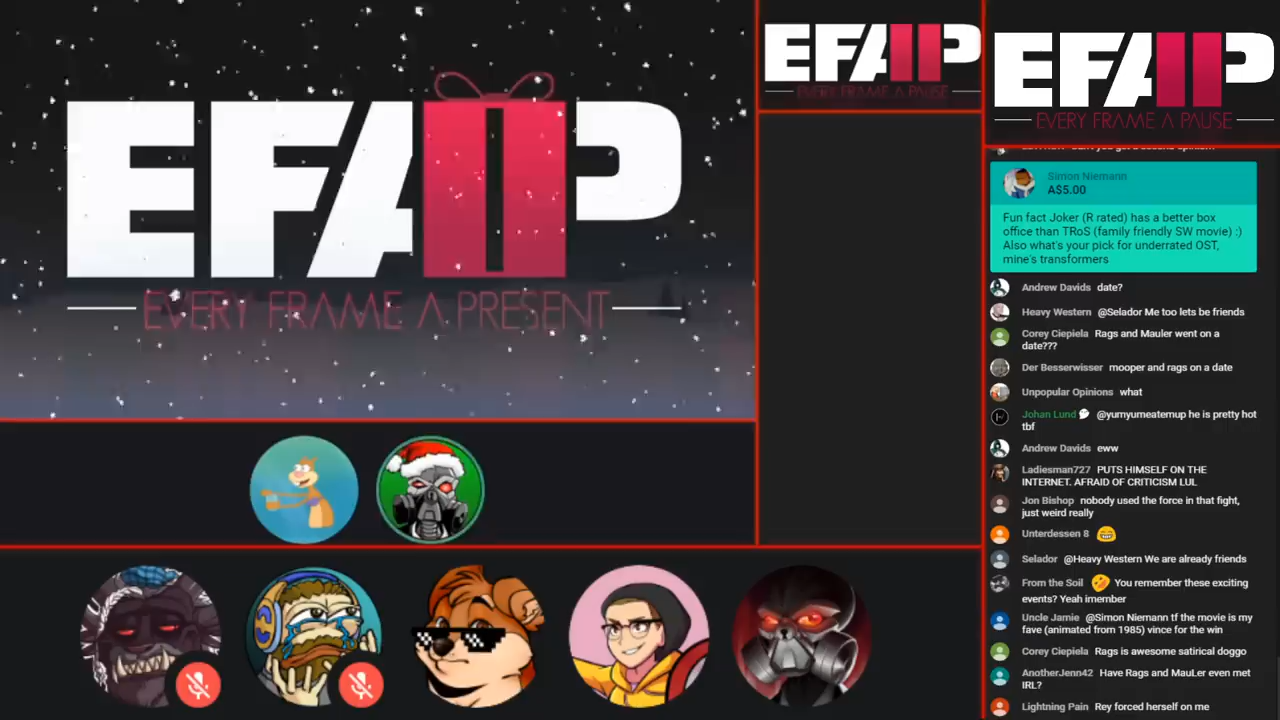 EFAP
EVERY FRAME A PRESENT
EFAP
EVERY FRAME A PAUSE
EFAP
EVERY FRAME A PAUSE
Simon Niemann
A$5.00
Fun fact Joker (R rated) has a better box
office than TRoS (family friendly SW movie) :)
Also what's your pick for underrated OST,
mine's transformers
Andrew Davids date?
Heavy Western @Selador Me too lets be friends
Corey Ciepiela Rags and Mauler went on a
date???
Der Besserwisser mooper and rags on a date
Unpopular Opinions what
Johan Lund @yumyumeatemup he is pretty hot
tbf
Andrew Davids eww
Ladiesman727 PUTS HIMSELF ON THE
INTERNET. AFRAID OF CRITICISM LUL
Jon Bishop nobody used the force in that fight,
just weird really
Unterdessen 8
Selador @Heavy Western We are already friends
From the Soil You remember these exciting
events? Yeah imember
Uncle Jamie @Simon Niemann tf the movie is my
fave (animated from 1985) vince for the win
Corey Ciepiela Rags is awesome satirical doggo
AnotherJenn42 Have Rags and MauLer even met
IRL?
Lightning Pain Rey forced herself on me